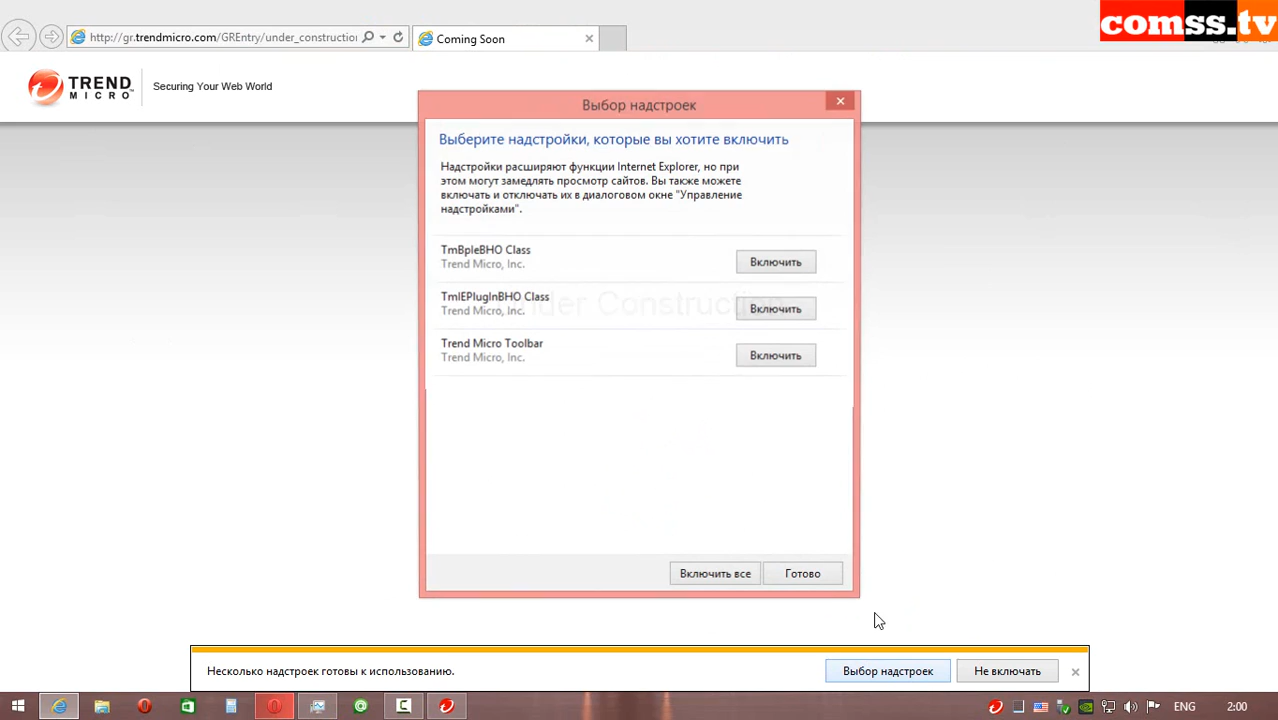 comss.tv
http://gr.trendmicro.com/GREntry/under_construction
Coming Soon
TREND
MICRO
Securing Your Web World
Выбор надстроек
Выберите надстройки, которые вы хотите включить
Надстройки расширяют функции Internet Explorer, но при
этом могут замедлять просмотр сайтов. Вы также можете
включать и отключать их в диалоговом окне "Управление
надстройками".
TmBpIeBHO Class
Trend Micro, Inc.
Включить
TmIEPlugInBHO Class
Trend Micro, Inc.
Включить
Under Construction
Trend Micro Toolbar
Trend Micro, Inc.
Включить
Включить все
Готово
Несколько надстроек готовы к использованию.
Выбор надстроек
Не включать
ENG
2:00